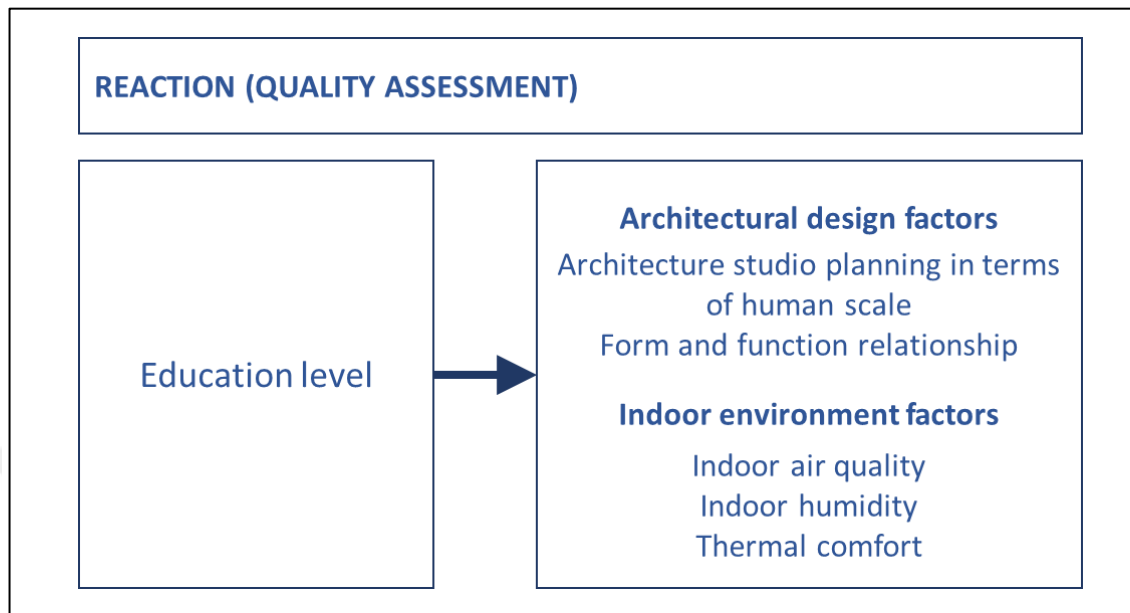 REACTION (QUALITY ASSESSMENT)
Education level
Architectural design factors
Architecture studio planning in terms
of human scale
Form and function relationship
Indoor environment factors
Indoor air quality
Indoor humidity
Thermal comfort